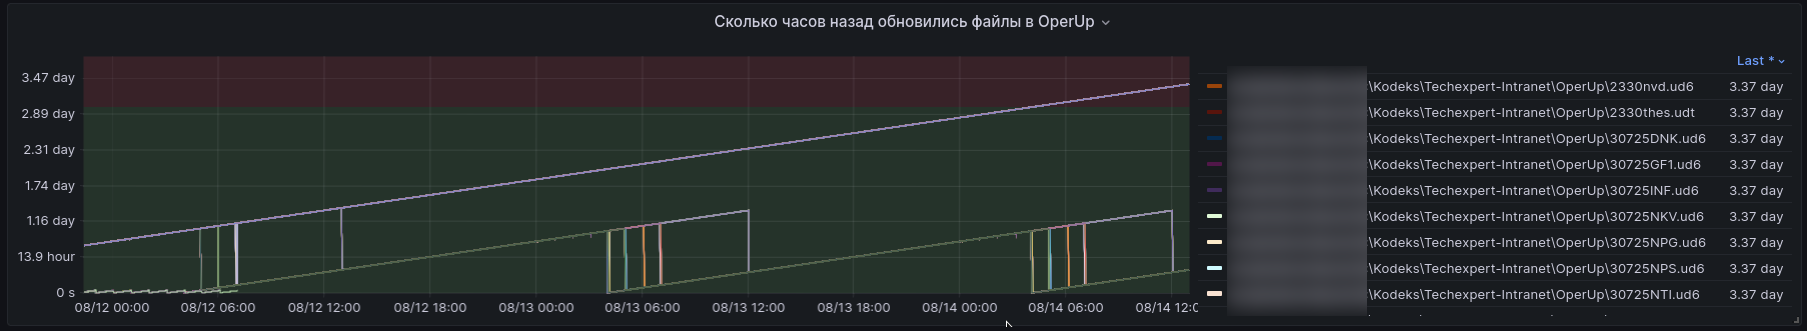 Сколько часов назад обновились файлы в OperUp
Last *
3.47 day
2.89 day
2.31 day
1.74 day
1.16 day
13.9 hour
0 s
08/12 00:00 08/12 06:00 08/12 12:00 08/12 18:00 08/13 00:00 08/13 06:00 08/13 12:00 08/13 18:00 08/14 00:00 08/14 06:00 08/14 12:0
\Kodeks\Techexpert-Intranet\OperUp\2330nvd.ud6 3.37 day
\Kodeks\Techexpert-Intranet\OperUp\2330thes.udt 3.37 day
\Kodeks\Techexpert-Intranet\OperUp\30725DNK.ud6 3.37 day
\Kodeks\Techexpert-Intranet\OperUp\30725GF1.ud6 3.37 day
\Kodeks\Techexpert-Intranet\OperUp\30725INF.ud6 3.37 day
\Kodeks\Techexpert-Intranet\OperUp\30725NKV.ud6 3.37 day
\Kodeks\Techexpert-Intranet\OperUp\30725NPG.ud6 3.37 day
\Kodeks\Techexpert-Intranet\OperUp\30725NPS.ud6 3.37 day
\Kodeks\Techexpert-Intranet\OperUp\30725NTI.ud6 3.37 day